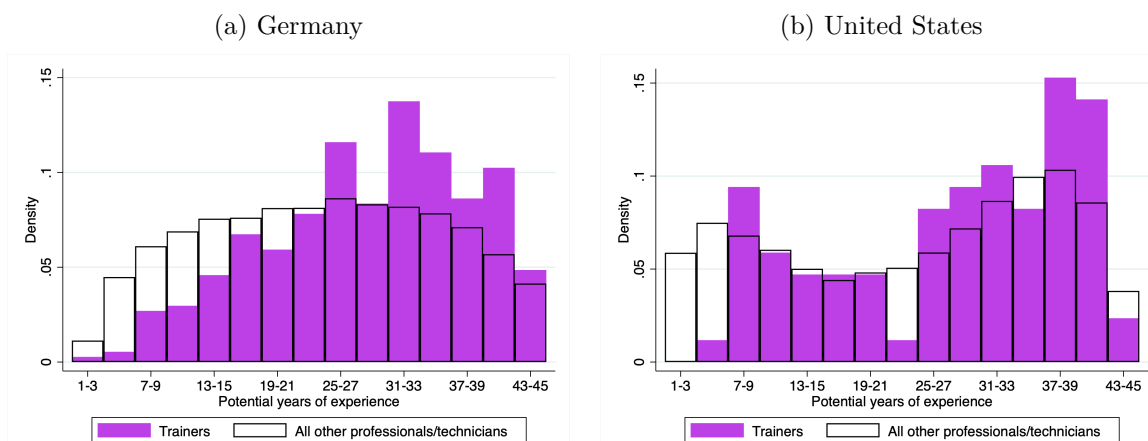 (a) Germany
.15
.1
.05
0
Density
1-3 7-9 13-15 19-21 25-27 31-33 37-39 43-45
Potential years of experience
Trainers All other professionals/technicians
(b) United States
.15
.1
.05
0
Density
1-3 7-9 13-15 19-21 25-27 31-33 37-39 43-45
Potential years of experience
Trainers All other professionals/technicians